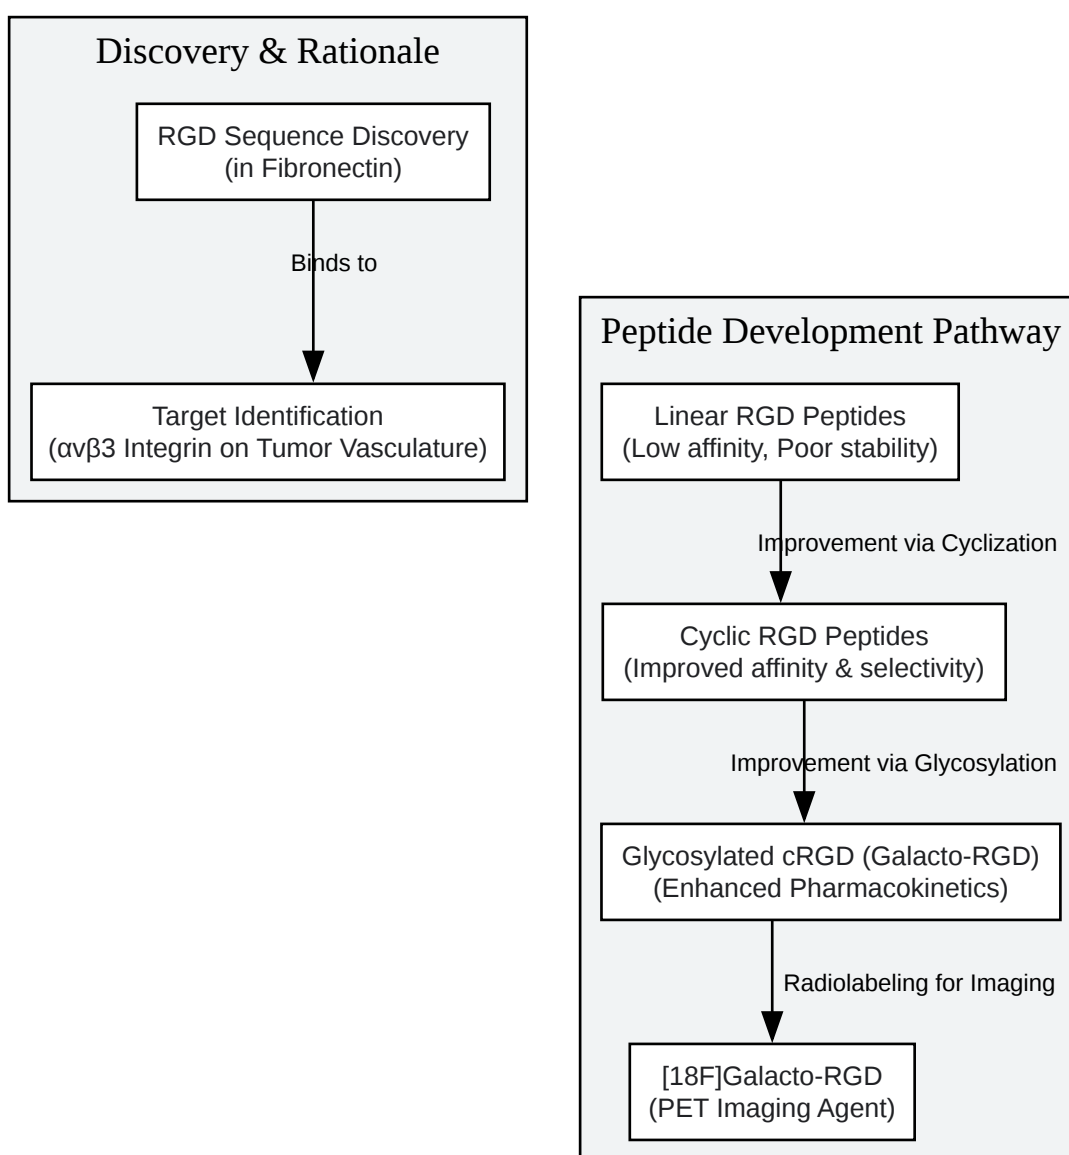 Discovery & Rationale
RGD Sequence Discovery
(in Fibronectin)
Binds to
Target Identification
(αvβ3 Integrin on Tumor Vasculature)
Peptide Development Pathway
Linear RGD Peptides
(Low affinity, Poor stability)
Improvement via Cyclization
Cyclic RGD Peptides
(Improved affinity & selectivity)
Improvement via Glycosylation
Glycosylated cRGD (Galacto-RGD)
(Enhanced Pharmacokinetics)
Radiolabeling for Imaging
[18F]Galacto-RGD
(PET Imaging Agent)